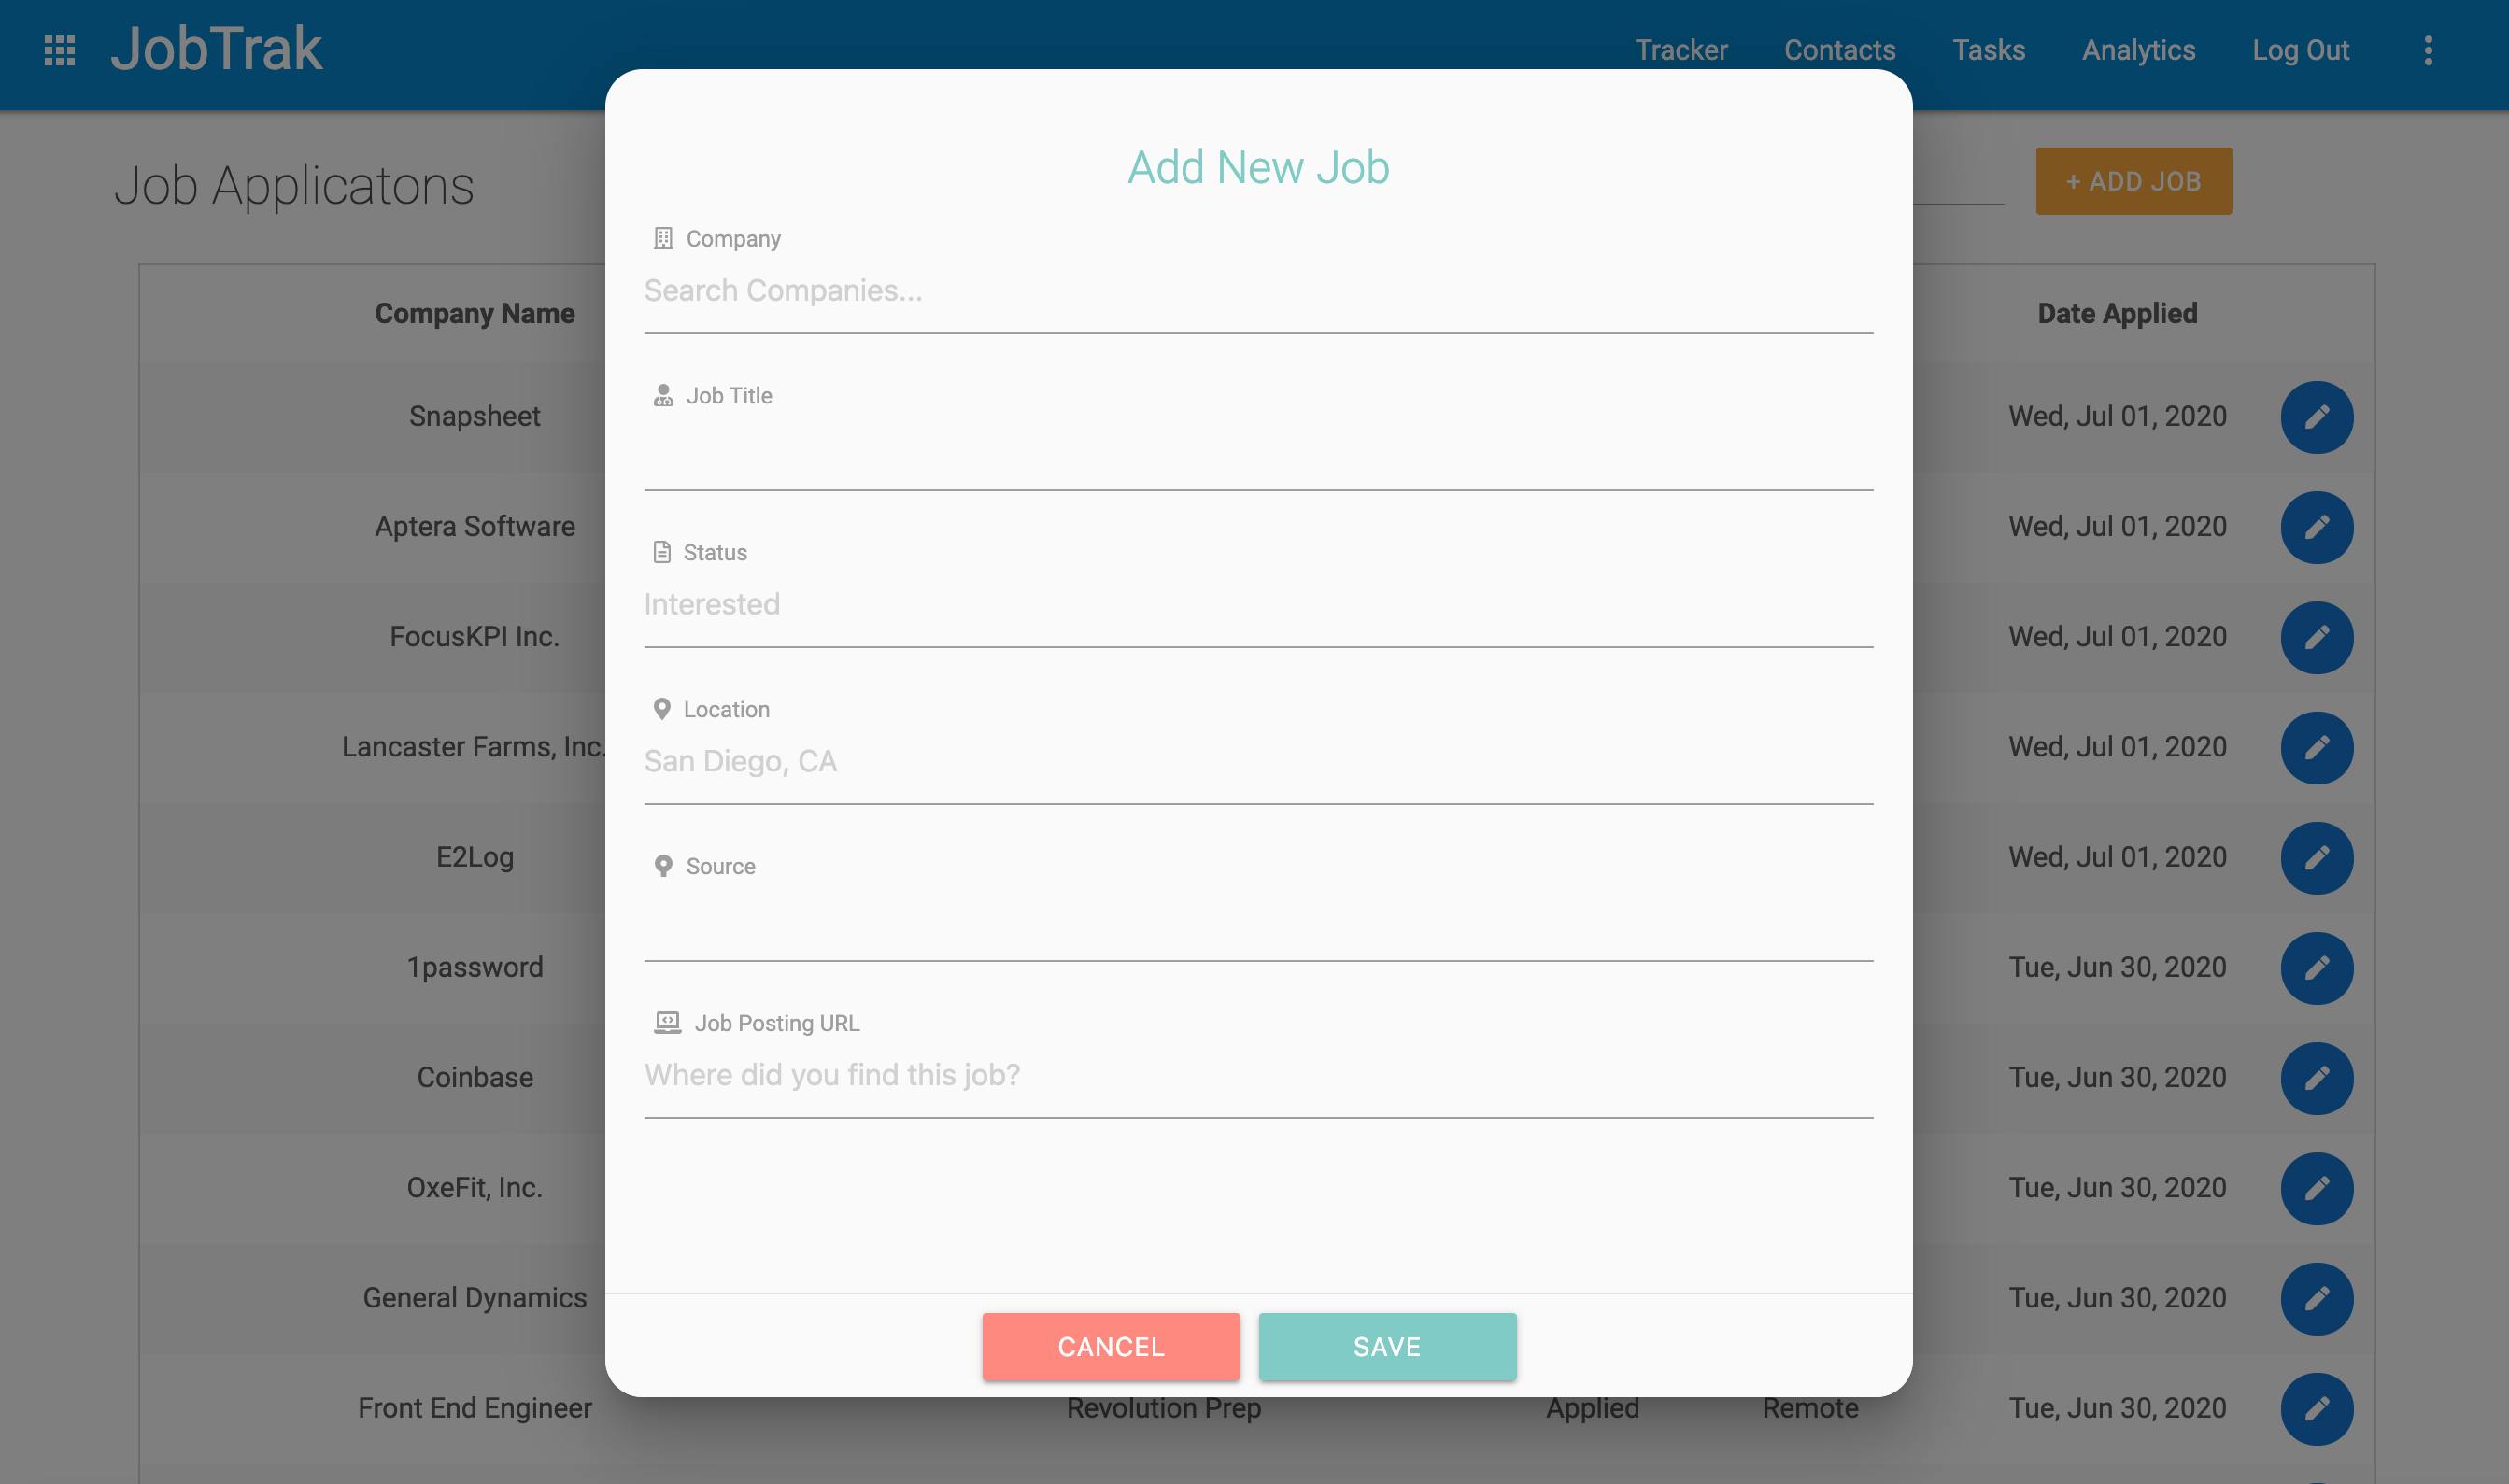 JobTrak
Tracker Contacts Tasks Analytics Log Out
Job Applicatons
+ ADD JOB
Company Name Date Applied
Snapsheet Wed, Jul 01, 2020
Aptera Software Wed, Jul 01, 2020
FocusKPI Inc. Wed, Jul 01, 2020
Lancaster Farms, Inc. Wed, Jul 01, 2020
E2Log Wed, Jul 01, 2020
1password Tue, Jun 30, 2020
Coinbase Tue, Jun 30, 2020
OxeFit, Inc. Tue, Jun 30, 2020
General Dynamics Tue, Jun 30, 2020
Front End Engineer Revolution Prep Applied Remote Tue, Jun 30, 2020
Add New Job
Company
Search Companies...
Job Title
Status
Interested
Location
San Diego, CA
Source
Job Posting URL
Where did you find this job?
CANCEL SAVE